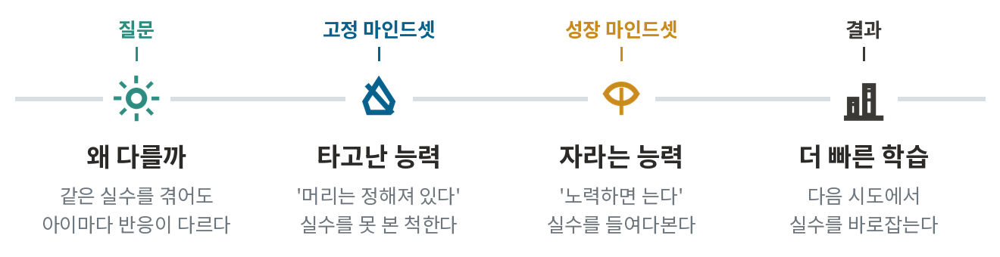 질문
왜 다를까
같은 실수를 겪어도
아이마다 반응이 다르다
고정 마인드셋
타고난 능력
'머리는 정해져 있다'
실수를 못 본 척한다
성장 마인드셋
자라는 능력
'노력하면 는다'
실수를 들여다본다
결과
더 빠른 학습
다음 시도에서
실수를 바로잡는다